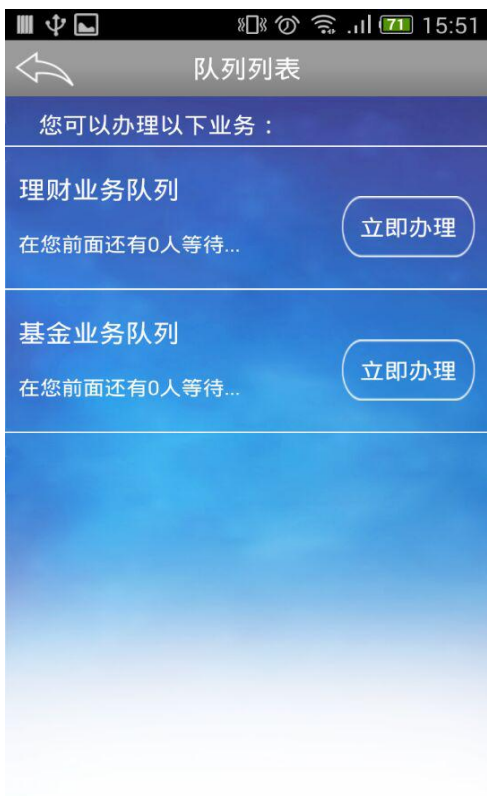 71 15:51
队列列表
您可以办理以下业务：
理财业务队列
立即办理
在您前面还有0人等待...
基金业务队列
立即办理
在您前面还有0人等待...